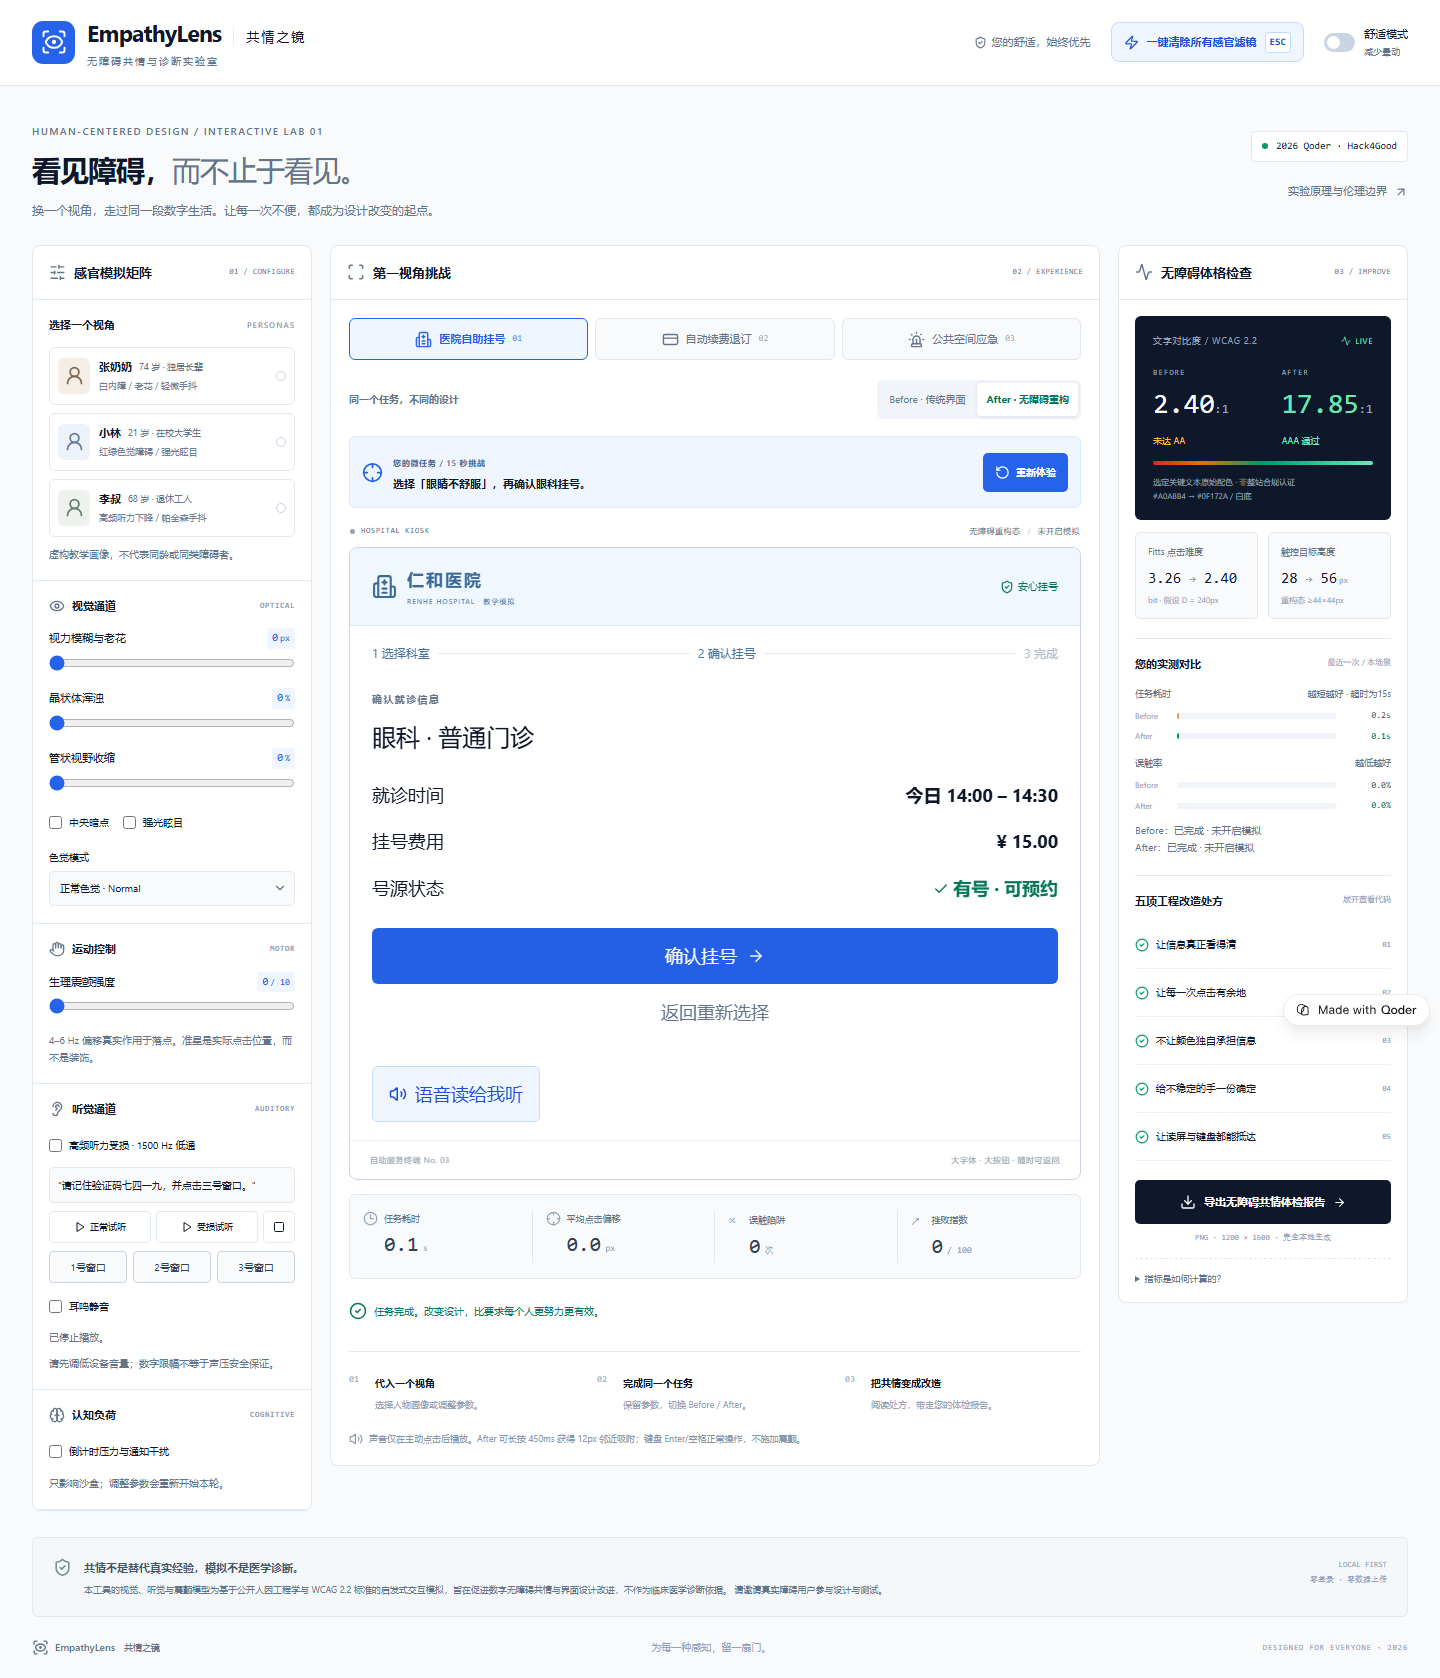 EmpathyLens 共情之镜
无障碍共情与诊断实验室
您的舒适，始终优先
一键清除所有感官滤镜 ESC
舒适模式
减少晕动
HUMAN-CENTERED DESIGN / INTERACTIVE LAB 01
看见障碍，而不止于看见。
换一个视角，走过同一段数字生活。让每一次不便，都成为设计改变的起点。
2026 Qoder · Hack4Good
实验原理与伦理边界
感官模拟矩阵 01 / CONFIGURE
选择一个视角 PERSONAS
张奶奶 74 岁 · 独居长辈
白内障 / 老花 / 轻微手抖
小林 21 岁 · 在校大学生
红绿色觉障碍 / 强光眩目
李叔 68 岁 · 退休工人
高频听力下降 / 帕金森手抖
虚构教学画像，不代表同龄或同类障碍者。
视觉通道 OPTICAL
视力模糊与老花 0 px
晶状体浑浊 0 %
管状视野收缩 0 %
中央暗点 强光眩目
色觉模式
正常色觉 · Normal
运动控制 MOTOR
生理震颤强度 0 / 10
4–6 Hz 偏移真实作用于落点。准星是实际点击位置，而
不是装饰。
听觉通道 AUDITORY
高频听力受损 · 1500 Hz 低通
“请记住验证码七四一九，并点击三号窗口。”
正常试听 受损试听
1号窗口 2号窗口 3号窗口
耳鸣静音
已停止播放。
请先调低设备音量；数字限幅不等于声压安全保证。
认知负荷 COGNITIVE
倒计时压力与通知干扰
只影响沙盒；调整参数会重新开始本轮。
第一视角挑战 02 / EXPERIENCE
医院自助挂号 01
自动续费退订 02
公共空间应急 03
同一个任务，不同的设计
Before · 传统界面 After · 无障碍重构
您的微任务 / 15 秒挑战
选择「眼睛不舒服」，再确认眼科挂号。
重新体验
HOSPITAL KIOSK 无障碍重构态 / 未开启模拟
仁和医院
RENHE HOSPITAL · 教学模拟
安心挂号
1 选择科室 2 确认挂号 3 完成
确认就诊信息
眼科 · 普通门诊
就诊时间 今日 14:00 – 14:30
挂号费用 ¥ 15.00
号源状态 有号 · 可预约
确认挂号
返回重新选择
语音读给我听
自助服务终端 No. 03 大字体 · 大按钮 · 随时可返回
任务耗时
0.1 s
平均点击偏移
0.0 px
误触陷阱
0 次
挫败指数
0 / 100
任务完成。改变设计，比要求每个人更努力更有效。
01 代入一个视角
选择人物画像或调整参数。
02 完成同一个任务
保留参数，切换 Before / After。
03 把共情变成改造
阅读处方，带走您的体检报告。
声音仅在主动点击后播放。After 可长按 450ms 获得 12px 邻近吸附；键盘 Enter/空格正常操作，不施加震颤。
无障碍体格检查 03 / IMPROVE
文字对比度 / WCAG 2.2 LIVE
BEFORE AFTER
2.40:1 17.85:1
未达 AA AAA 通过
选定关键文本原始配色 · 非整站合规认证
#A0A8B4 → #0F172A / 白底
Fitts 点击难度
3.26 → 2.40
bit · 假设 D = 240px
触控目标高度
28 → 56 px
重构态 ≥44×44px
您的实测对比 最近一次 / 本场景
任务耗时 越短越好 · 超时为15s
Before 0.2s
After 0.1s
误触率 越低越好
Before 0.0%
After 0.0%
Before：已完成 · 未开启模拟
After：已完成 · 未开启模拟
五项工程改造处方 展开查看代码
让信息真正看得清 01
让每一次点击有余地 02
不让颜色独自承担信息 03
给不稳定的手一份确定 04
让读屏与键盘都能抵达 05
Made with Qoder
导出无障碍共情体检报告
PNG · 1200 × 1600 · 完全本地生成
指标是如何计算的？
共情不是替代真实经验，模拟不是医学诊断。
本工具的视觉、听觉与震颤模型为基于公开人因工程学与 WCAG 2.2 标准的启发式交互模拟，旨在促进数字无障碍共情与界面设计改进，不作为临床医学诊断依据。 请邀请真实障碍用户参与设计与测试。
LOCAL FIRST
零登录 · 零数据上传
EmpathyLens 共情之镜
为每一种感知，留一扇门。
DESIGNED FOR EVERYONE · 2026